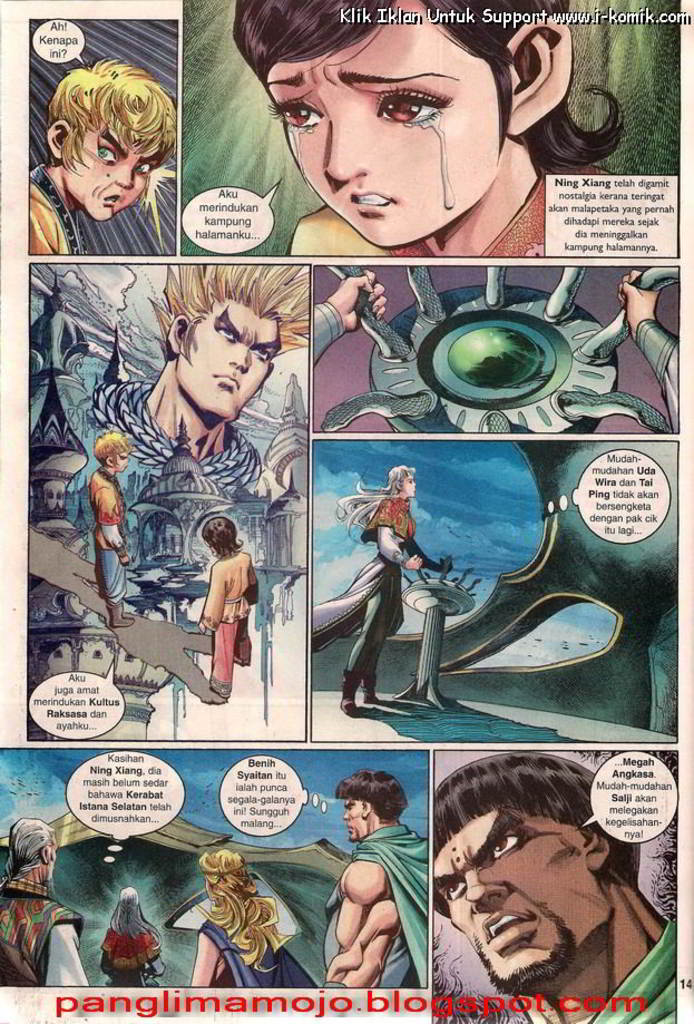 Klik Iklan Untuk Support www.i-komik.com
Ah!
Kenapa
ini?
Aku
merindukan
kampung
halamanku...
Ning Xiang telah digamit
nostalgia kerana teringat
akan malapetaka yang pernah
dihadapi mereka sejak
dia meninggalkan
kampung halamannya.
Aku
juga amat
merindukan Kultus
Raksasa dan
ayahku...
Mudah-
mudahan Uda
Wira dan Tai
Ping tidak akan
bersengketa
dengan pak cik
itu lagi...
Kasihan
Ning Xiang, dia
masih belum sedar
bahawa Kerabat
Istana Selatan telah
dimusnahkan...
Benih
Syaitan itu
ialah punca
segala-galanya
ini! Sungguh
malang...
...Megah
Angkasa.
Mudah-mudahan
Salji akan
melegakan
kegelisahan-
nya!
14
panglimamojo.blogspot.com